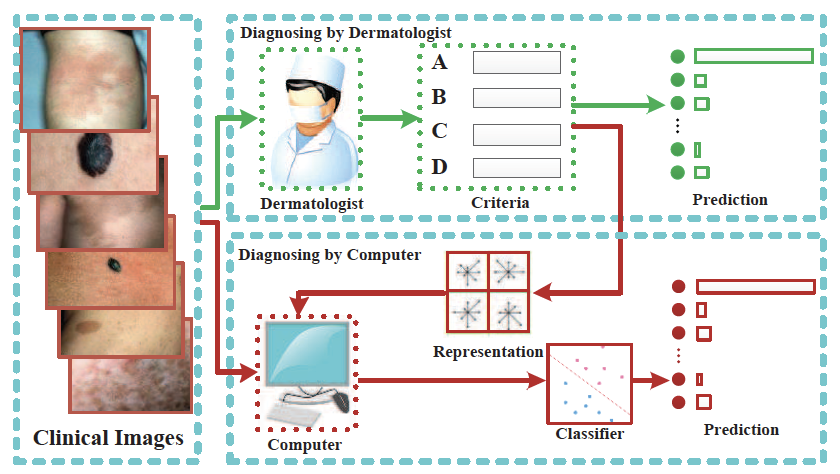 Diagnosing by Dermatologist
A
B
C
D
Dermatologist
Criteria
Prediction
Diagnosing by Computer
Representation
Computer
Classifier
Prediction
Clinical Images